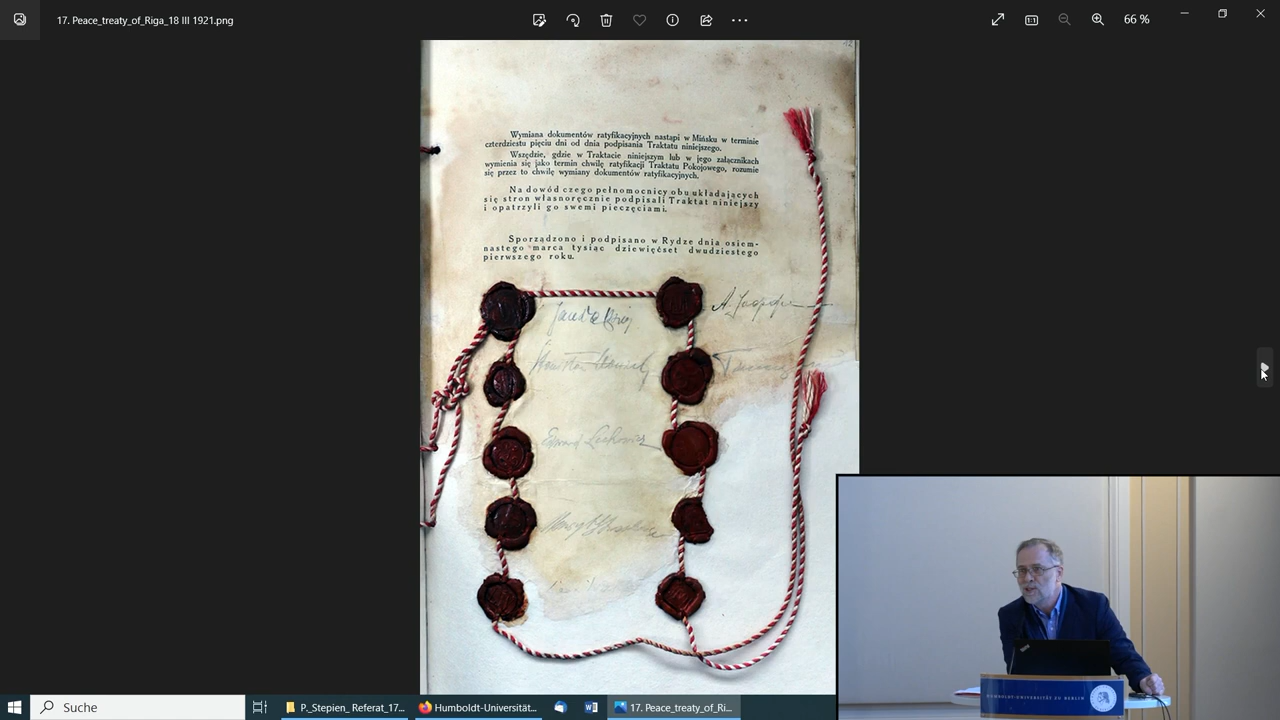 17. Peace_treaty_of_Riga_18 III 1921.png
66 %
Wymiana dokumentów ratyfikacyjnych nastąpi w Mińsku w terminie
czterdziestu pięciu dni od dnia podpisania Traktatu niniejszego.
Wszędzie, gdzie w Traktacie niniejszym lub w jego załącznikach
wymienia się jako termin chwilę ratyfikacji Traktatu Pokojowego, rozumie
się przez to chwilę wymiany dokumentów ratyfikacyjnych.
Na dowód czego pełnomocnicy obu układających
się stron własnoręcznie podpisali Traktat niniejszy
i opatrzyli go swemi pieczęciami.
Sporządzono i podpisano w Rydze dnia osiem-
nastego marca tysiąc dziewięćset dwudziestego
pierwszego roku.
HUMBOLDT-UNIVERSITÄT ZU BERLIN
Suche
P._Stepien_ Referat_17...
Humboldt-Universität...
17. Peace_treaty_of_Ri...